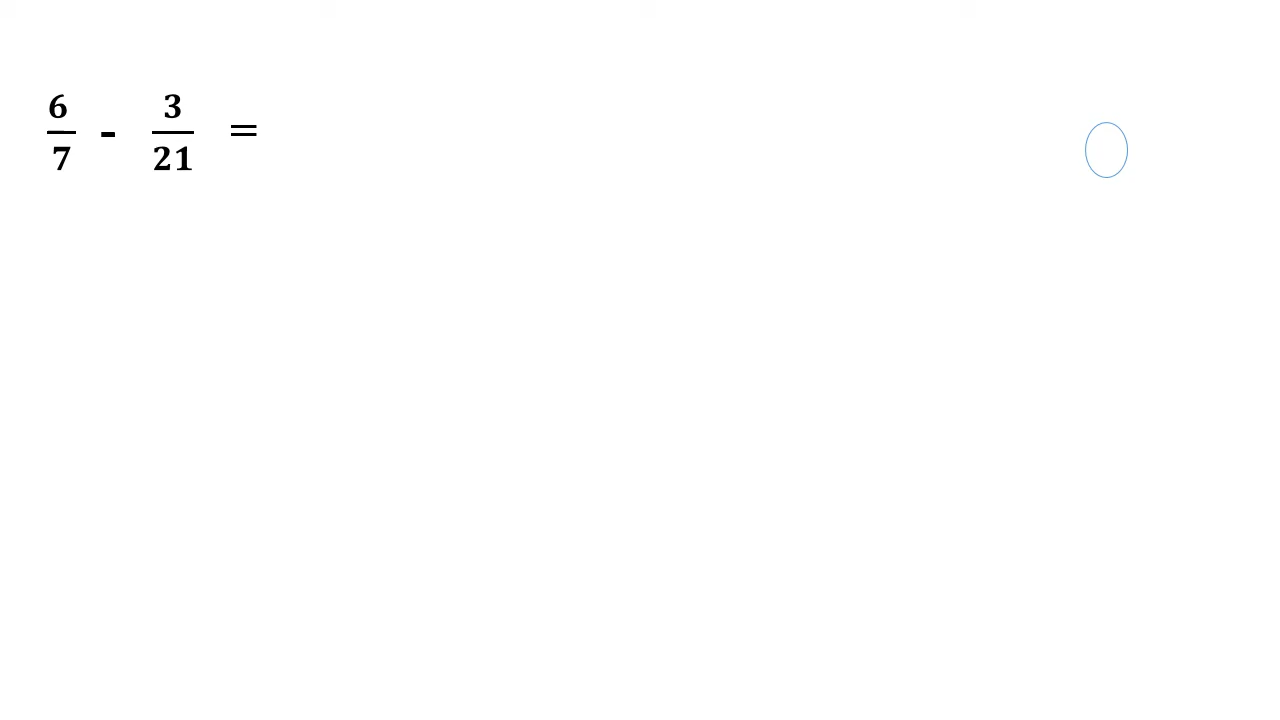 6/7 - 3/21 =